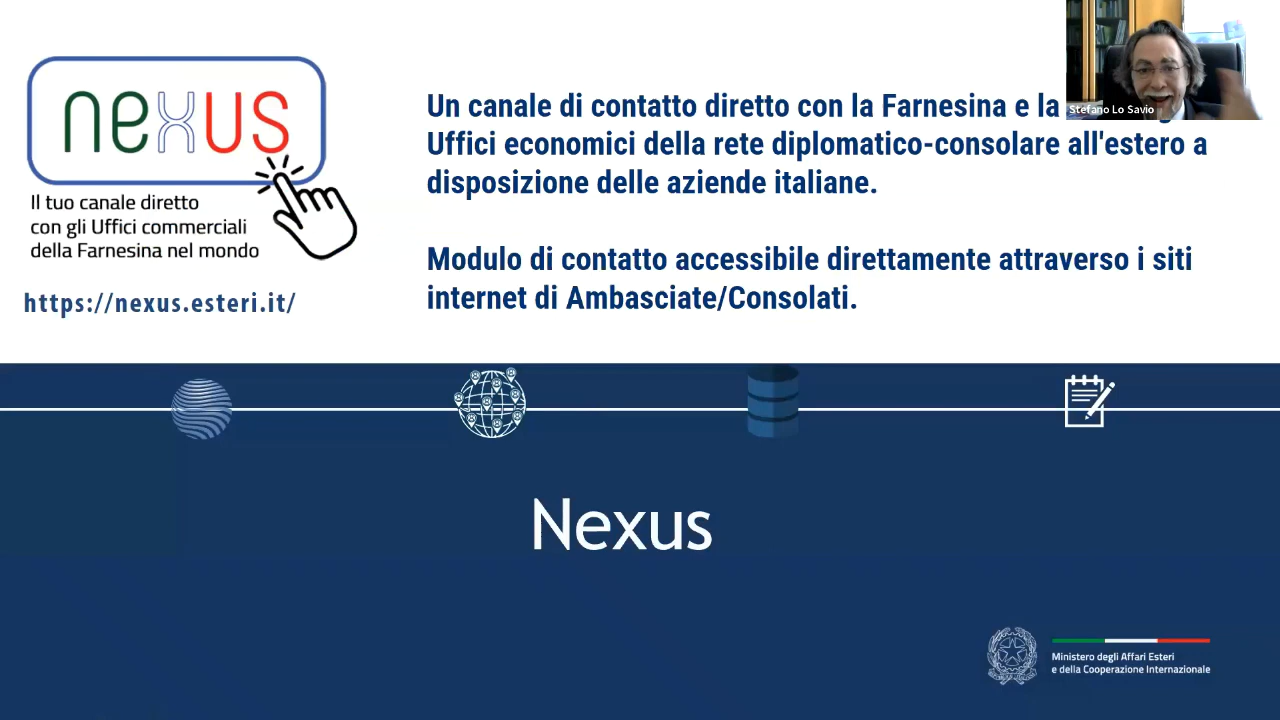 nexus
Il tuo canale diretto
con gli Uffici commerciali
della Farnesina nel mondo
https://nexus.esteri.it/
Un canale di contatto diretto con la Farnesina e la
Uffici economici della rete diplomatico-consolare all'estero a
disposizione delle aziende italiane.
Modulo di contatto accessibile direttamente attraverso i siti
internet di Ambasciate/Consolati.
Stefano Lo Savio
Nexus
Ministero degli Affari Esteri
e della Cooperazione Internazionale